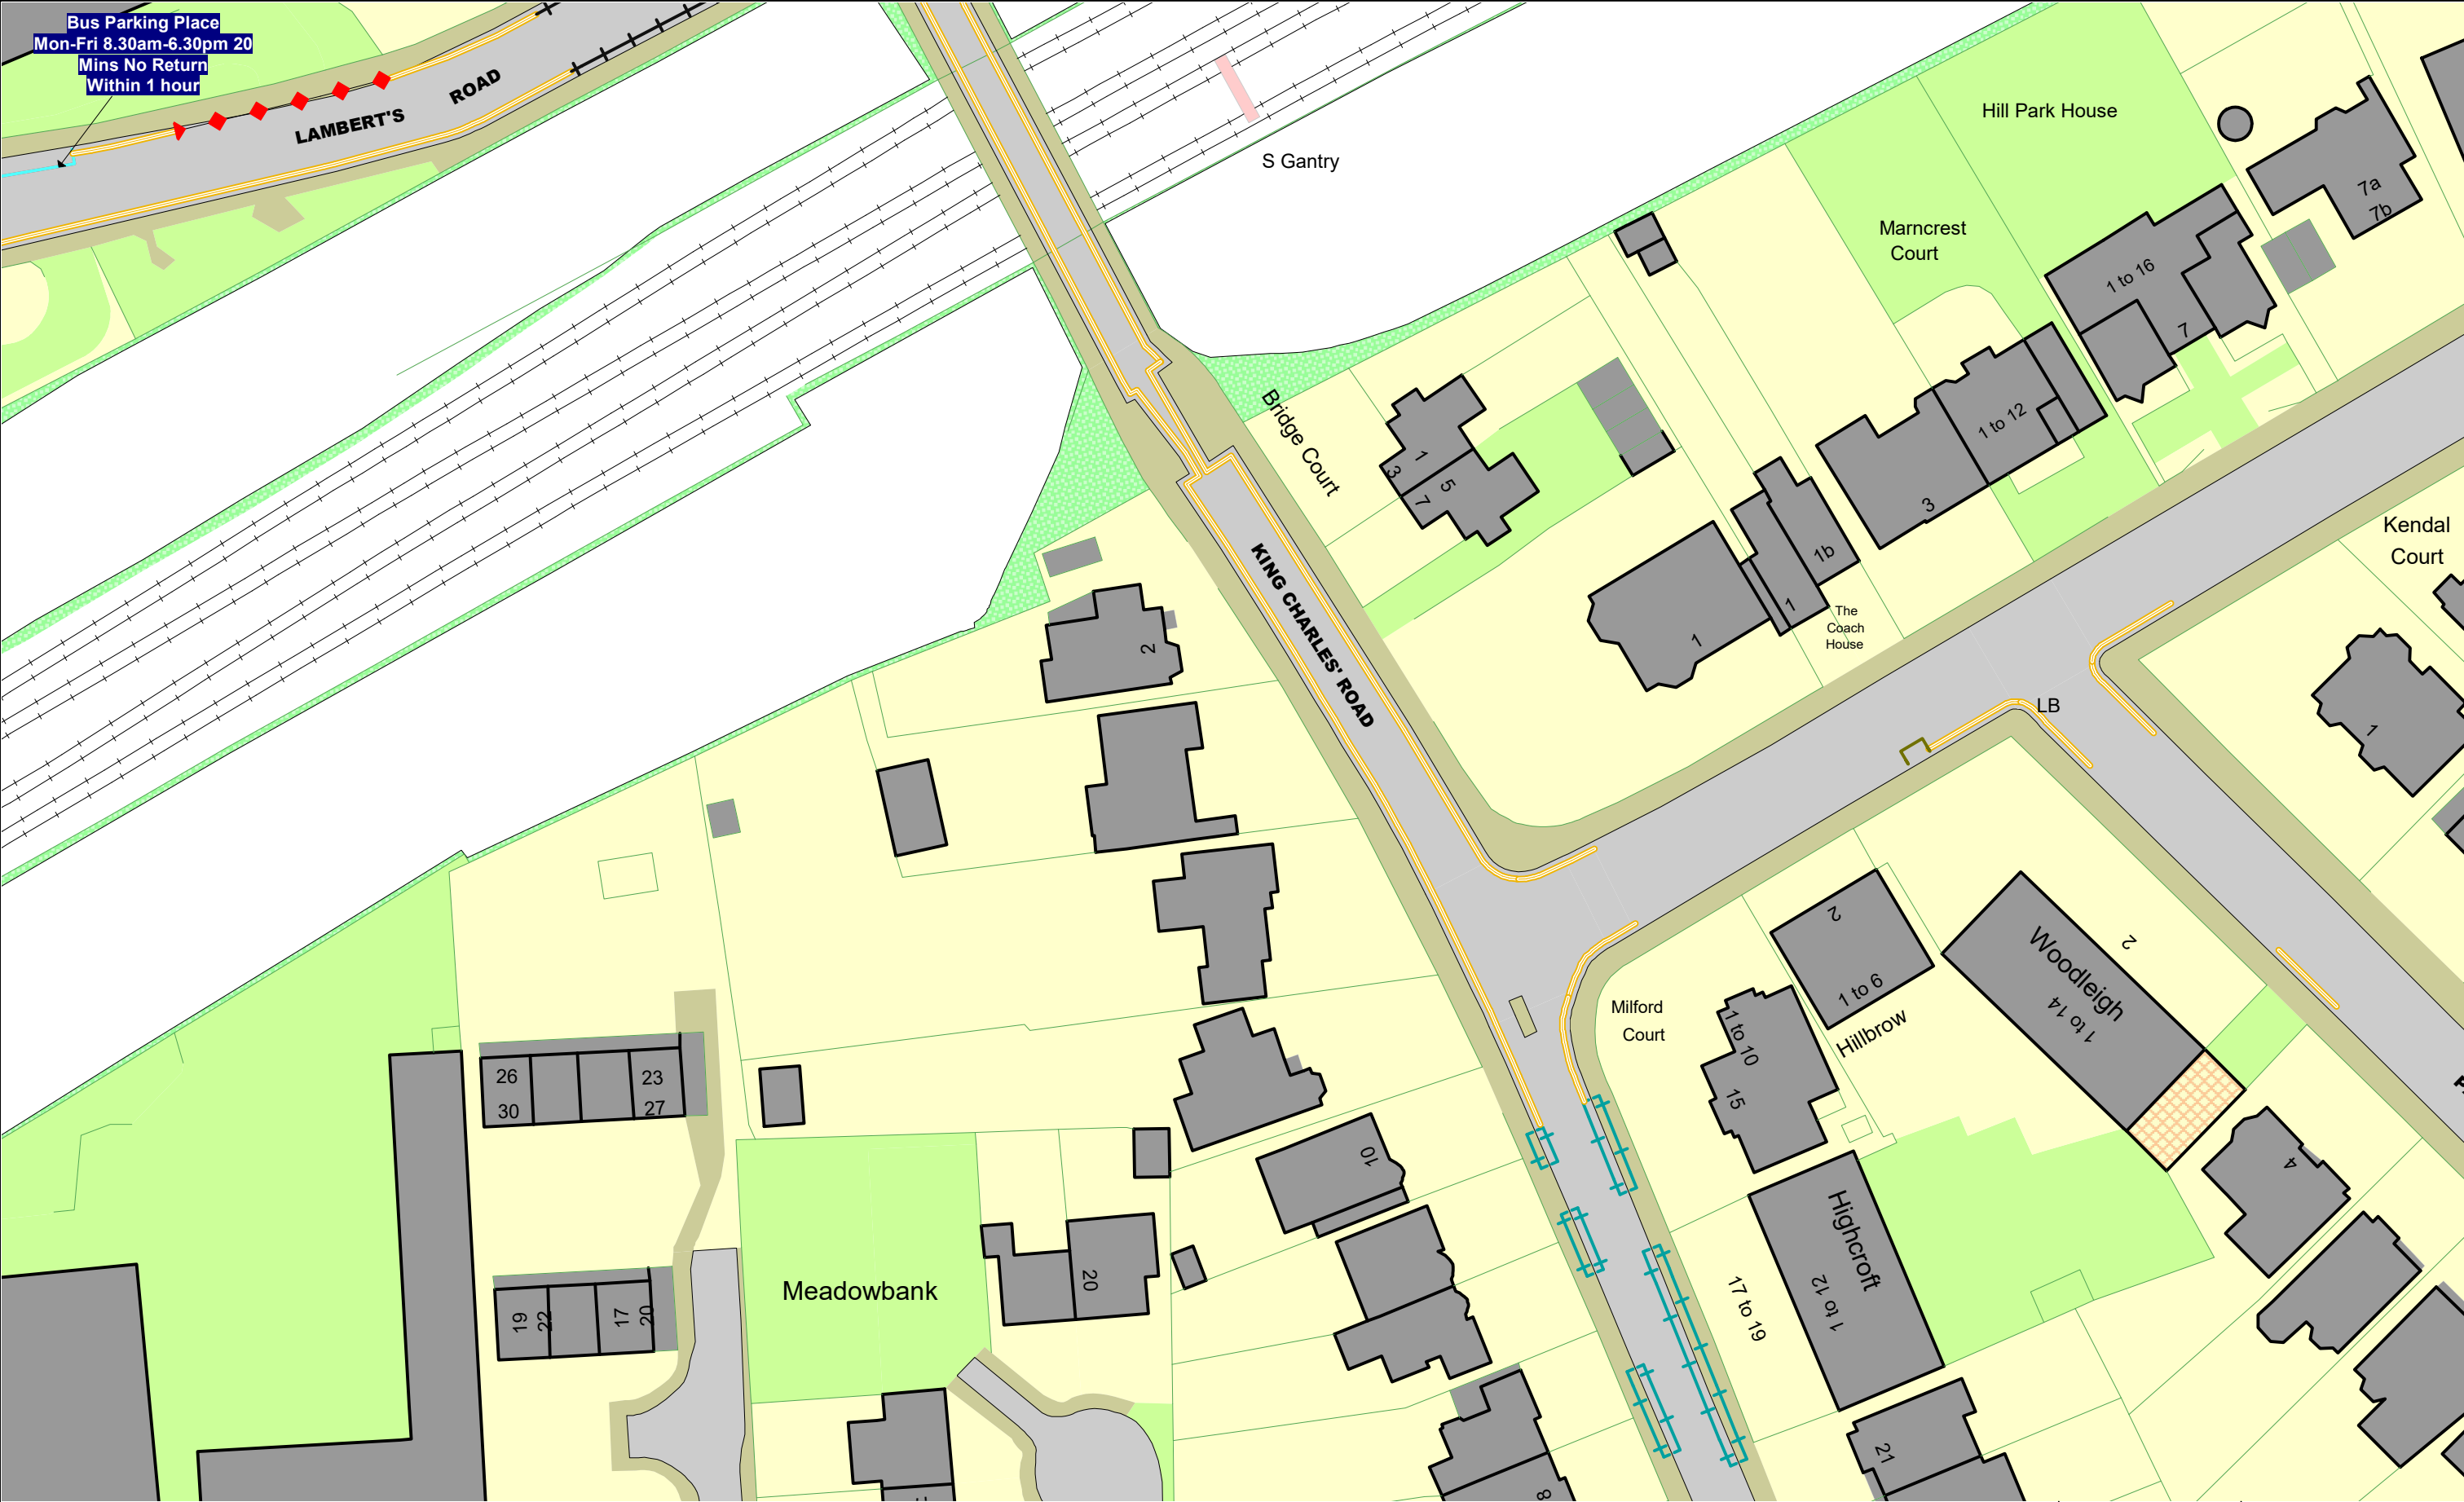 Bus Parking Place
Mon-Fri 8.30am-6.30pm 20
Mins No Return
Within 1 hour
LAMBERT'S ROAD
S Gantry
Hill Park House
Marncrest
Court
7a
7b
1 to 16
7
1 to 12
3
Bridge Court
1
3
5
7
1b
1
1
The
Coach
House
Kendal
Court
1
LB
KING CHARLES' ROAD
2
2
1 to 6
Hillbrow
Woodleigh
1 to 14
2
Milford
Court
1 to 10
15
26
30
23
27
10
4
Highcroft
1 to 12
17 to 19
Meadowbank
20
19
22
17
20
21
8